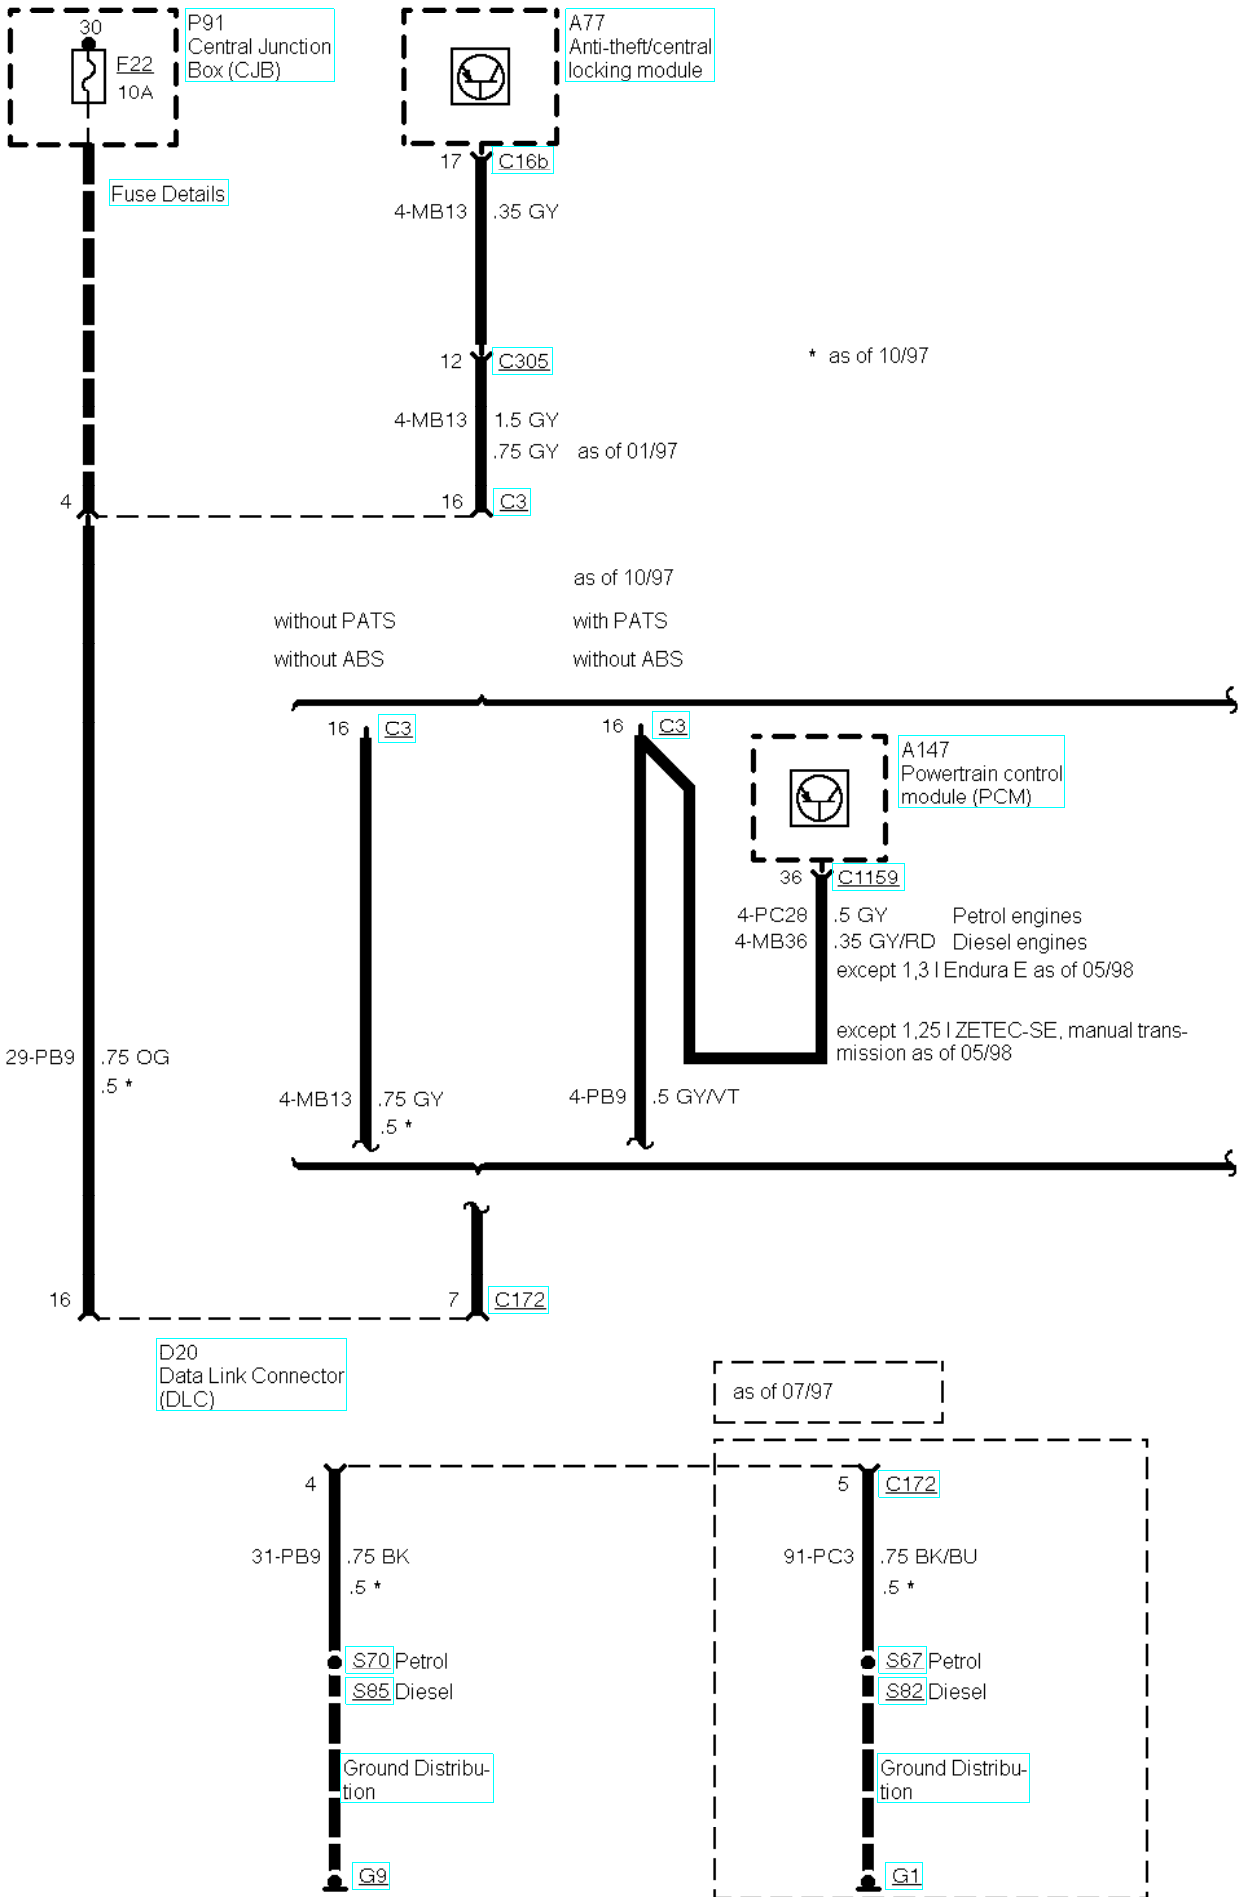 30
P91
Central Junction
Box (CJB)
F22
10A
A77
Anti-theft/central
locking module
17 C16b
Fuse Details
4-MB13 .35 GY
12 C305
* as of 10/97
4-MB13 1.5 GY
.75 GY as of 01/97
4
16 C3
as of 10/97
without PATS
with PATS
without ABS
without ABS
16 C3
16 C3
A147
Powertrain control
module (PCM)
36 C1159
4-PC28 .5 GY Petrol engines
4-MB36 .35 GY/RD Diesel engines
except 1,3 l Endura E as of 05/98
except 1,25 l ZETEC-SE, manual trans-
mission as of 05/98
29-PB9 .75 OG
.5 *
4-MB13 .75 GY
.5 *
4-PB9 .5 GY/VT
16
7 C172
D20
Data Link Connector
(DLC)
as of 07/97
4
5 C172
31-PB9 .75 BK
.5 *
91-PC3 .75 BK/BU
.5 *
S70 Petrol
S85 Diesel
S67 Petrol
S82 Diesel
Ground Distribu-
tion
Ground Distribu-
tion
G9
G1